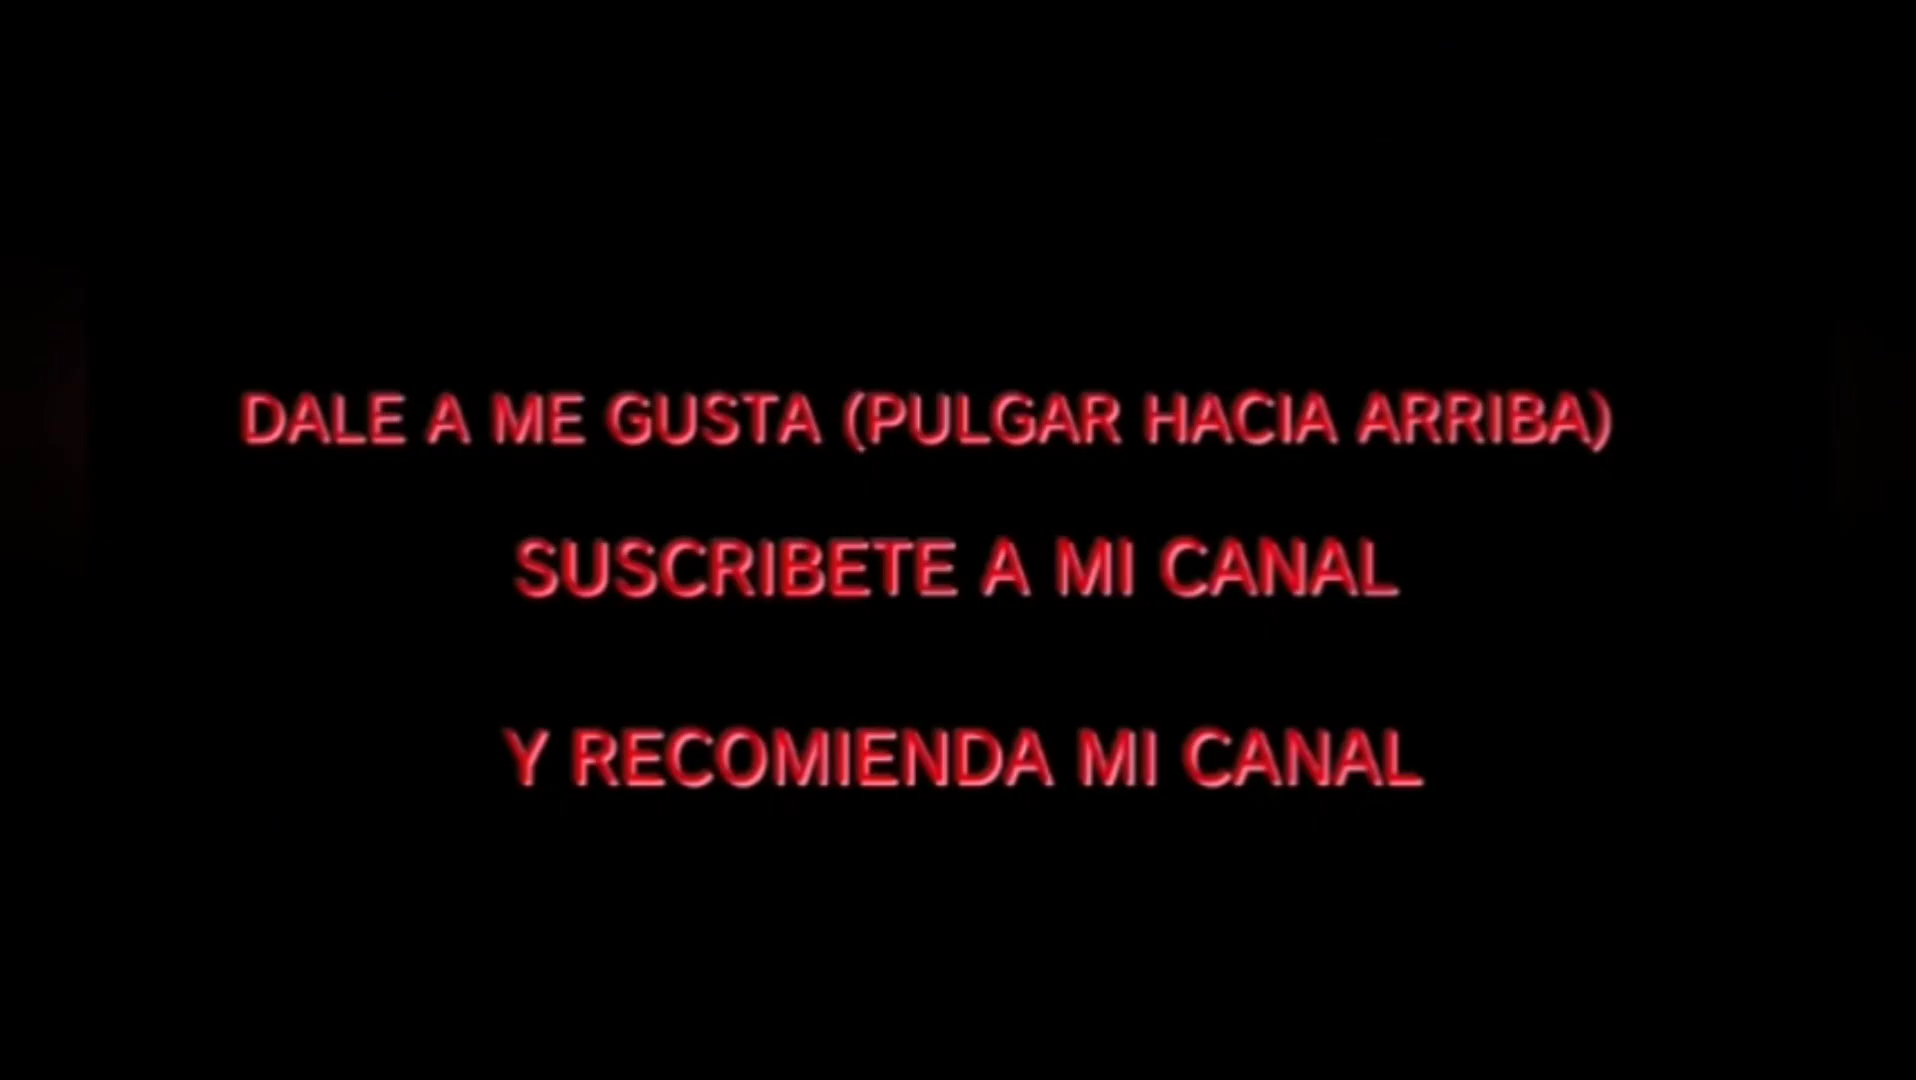 DALE A ME GUSTA (PULGAR HACIA ARRIBA)
SUSCRIBETE A MI CANAL
Y RECOMIENDA MI CANAL